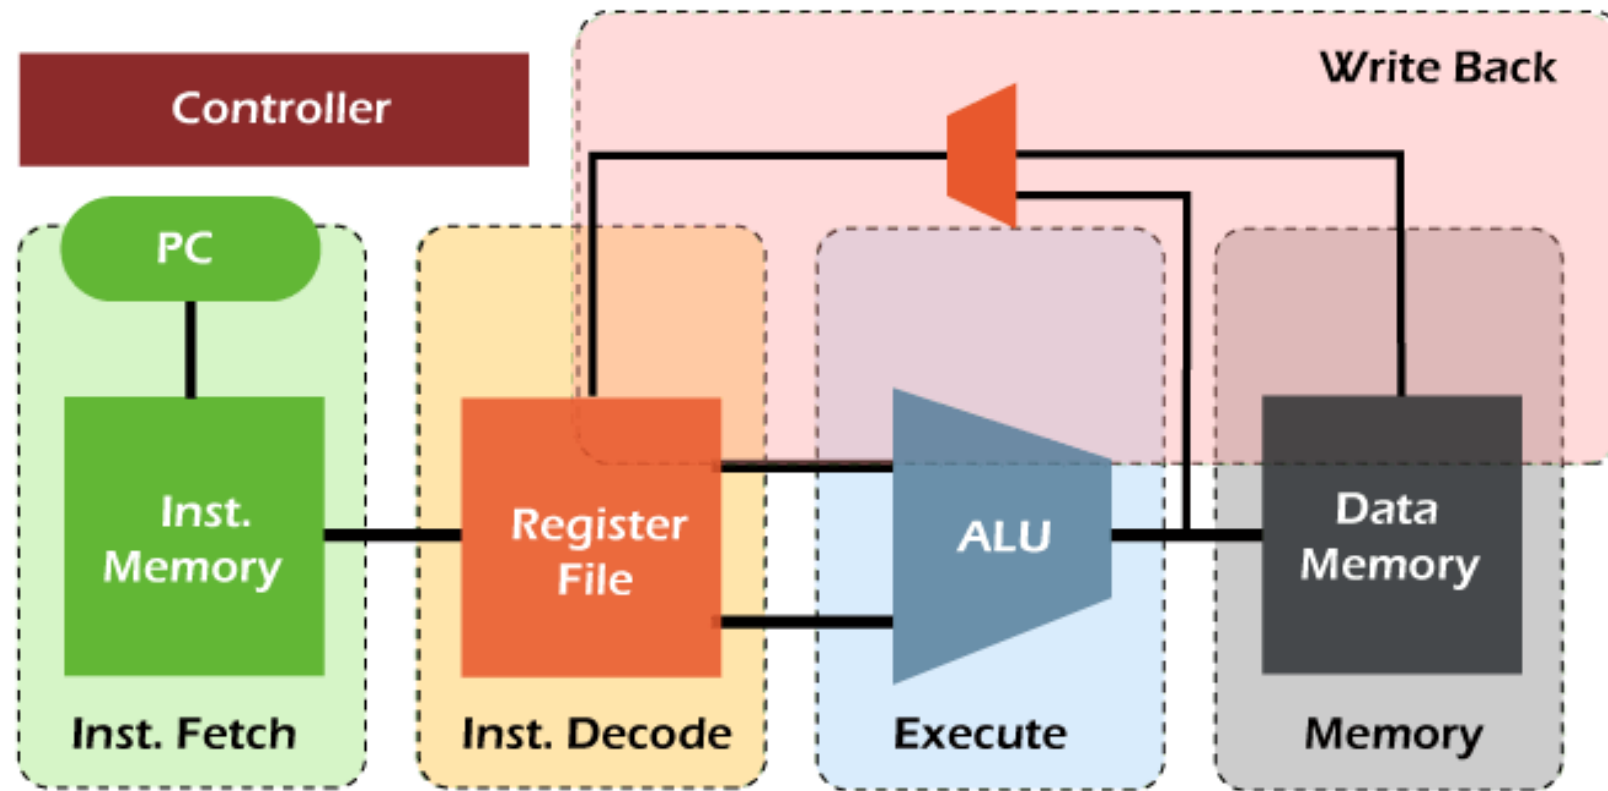 Write Back
Controller
PC
Inst.
Memory
Register
File
ALU
Data
Memory
Inst. Fetch
Inst. Decode
Execute
Memory